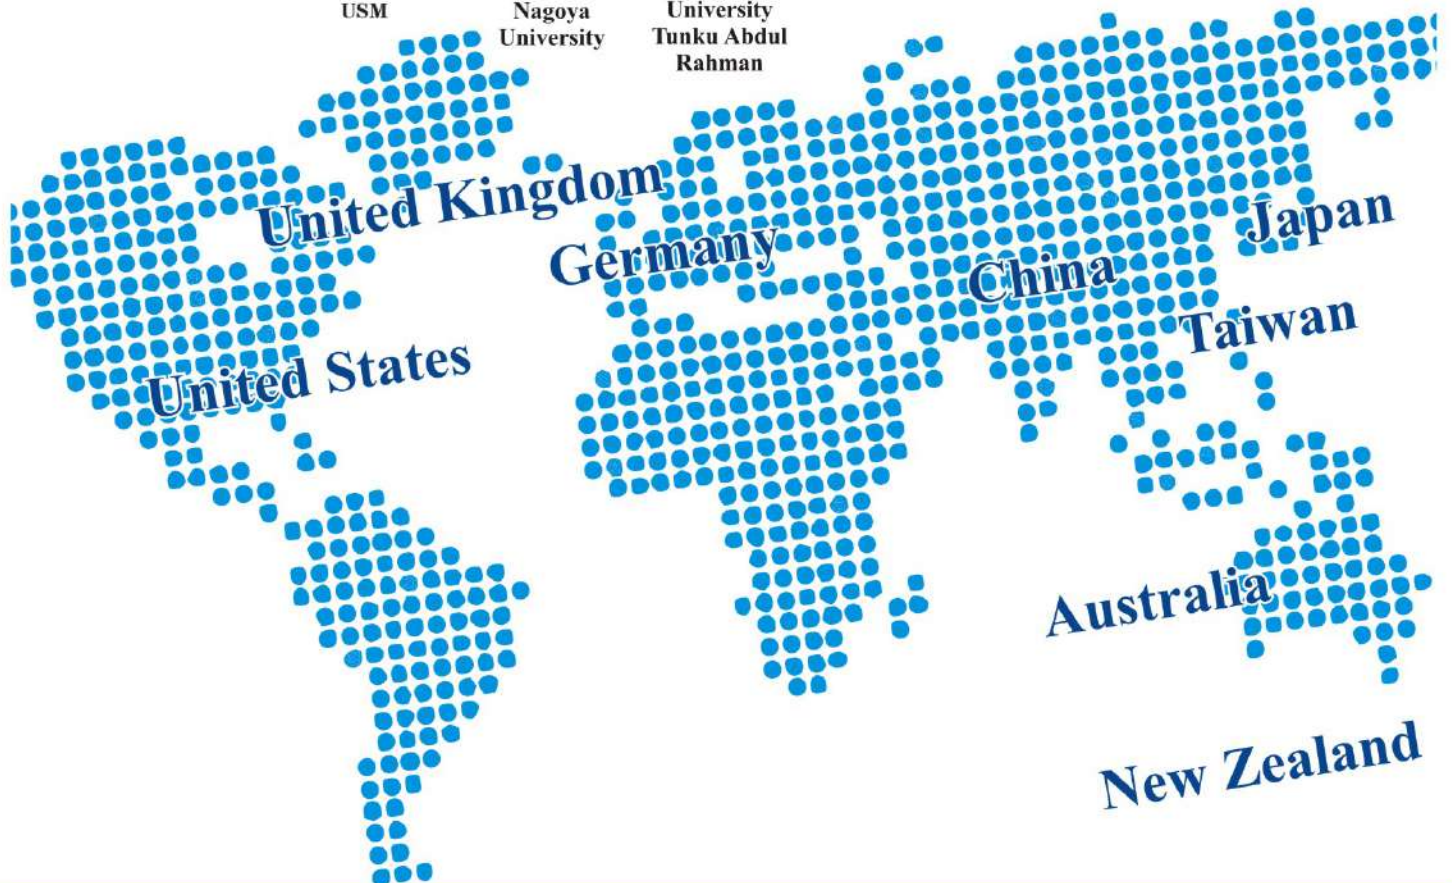 USM
Nagoya
University
University
Tunku Abdul
Rahman
United Kingdom
Germany
Japan
China
Taiwan
United States
Australia
New Zealand